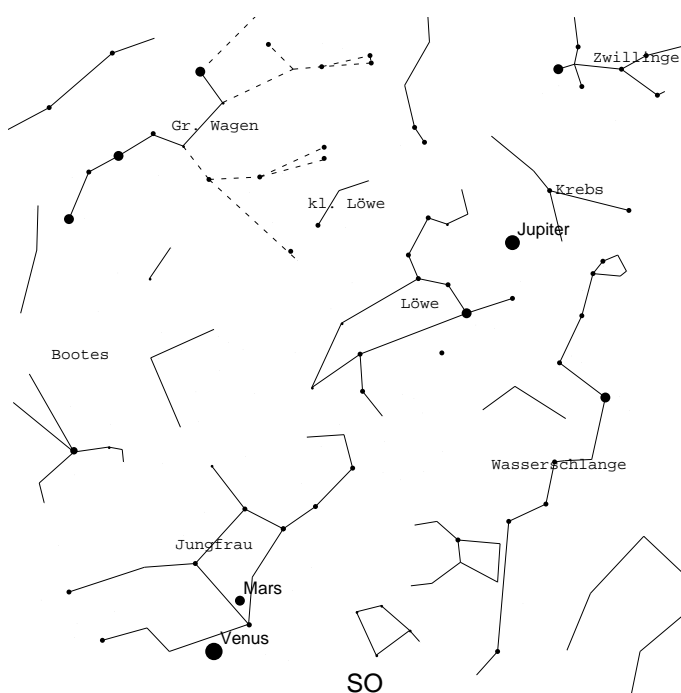 Zwillinge
Gr. Wagen
Krebs
kl. Löwe
Jupiter
Löwe
Bootes
Wasserschlange
Jungfrau
Mars
Venus
SO